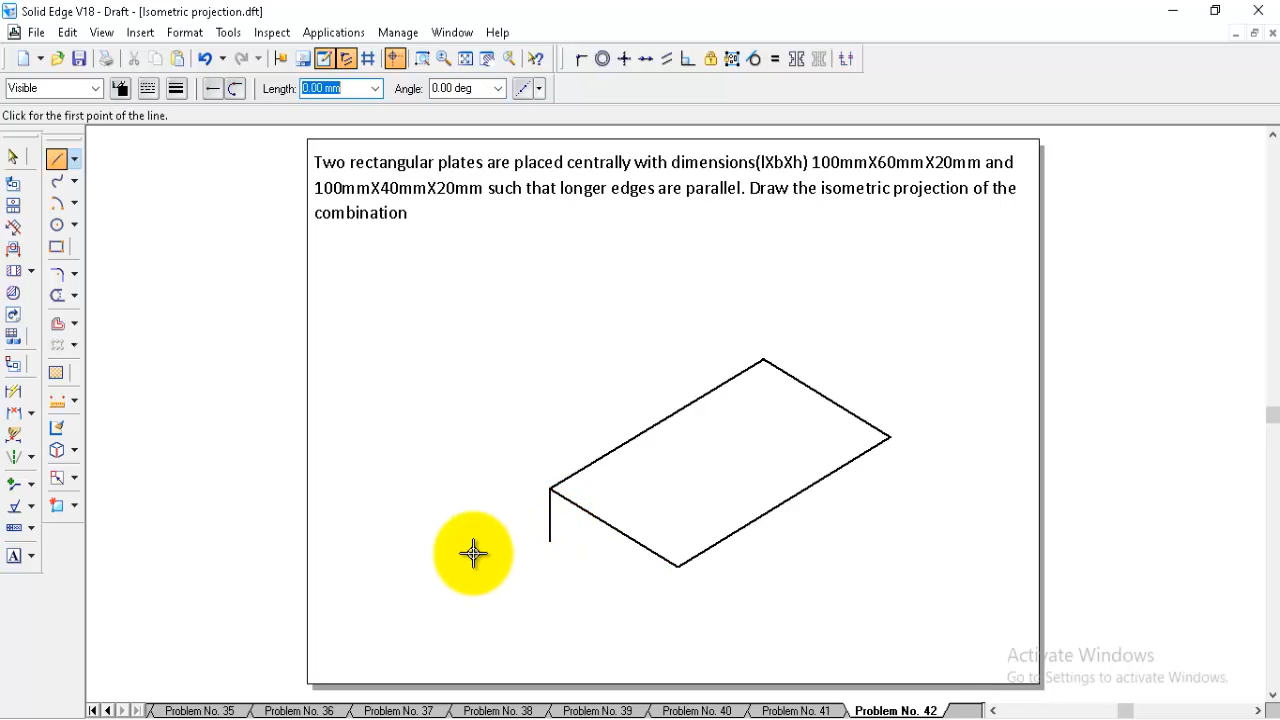 Solid Edge V18 - Draft - [Isometric projection.dft]
File Edit View Insert Format Tools Inspect Applications Manage Window Help
Visible Length: 0.00 mm Angle: 0.00 deg
Click for the first point of the line.
Two rectangular plates are placed centrally with dimensions(lXbXh) 100mmX60mmX20mm and
100mmX40mmX20mm such that longer edges are parallel. Draw the isometric projection of the
combination
Activate Windows
Go to Settings to activate Windows.
Problem No. 35 Problem No. 36 Problem No. 37 Problem No. 38 Problem No. 39 Problem No. 40 Problem No. 41 Problem No. 42